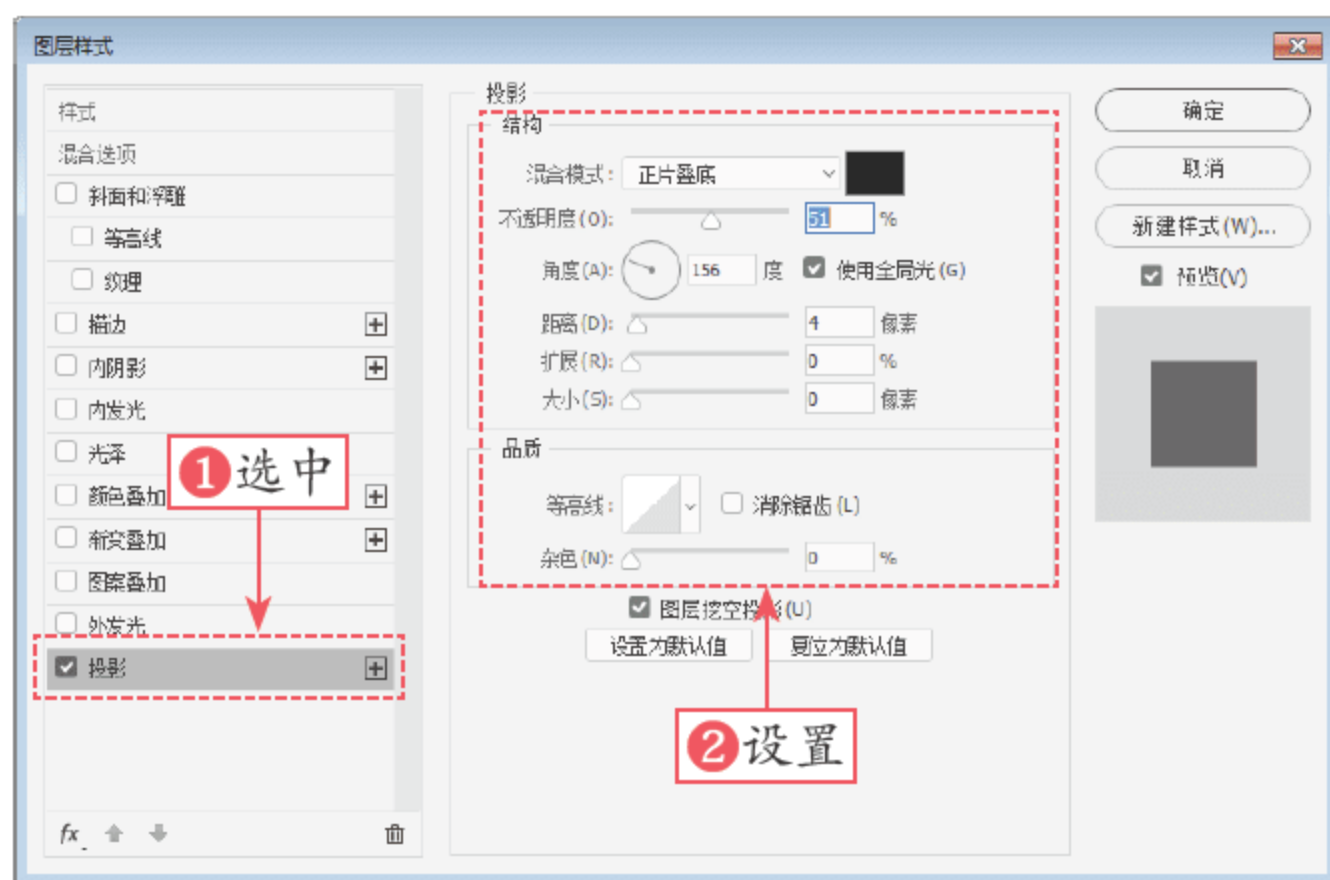 图层样式
样式
混合选项
斜面和浮雕
等高线
纹理
描边
内阴影
内发光
光泽
颜色叠加
渐变叠加
图案叠加
外发光
投影
fx
❶选中
投影
结构
混合模式: 正片叠底
不透明度(O): 51 %
角度(A): 156 度 使用全局光(G)
距离(D): 4 像素
扩展(R): 0 %
大小(S): 0 像素
品质
等高线: 消除锯齿(L)
杂色(N): 0 %
图层挖空投影(U)
设置为默认值 复位为默认值
❷设置
确定
取消
新建样式(W)...
预览(V)